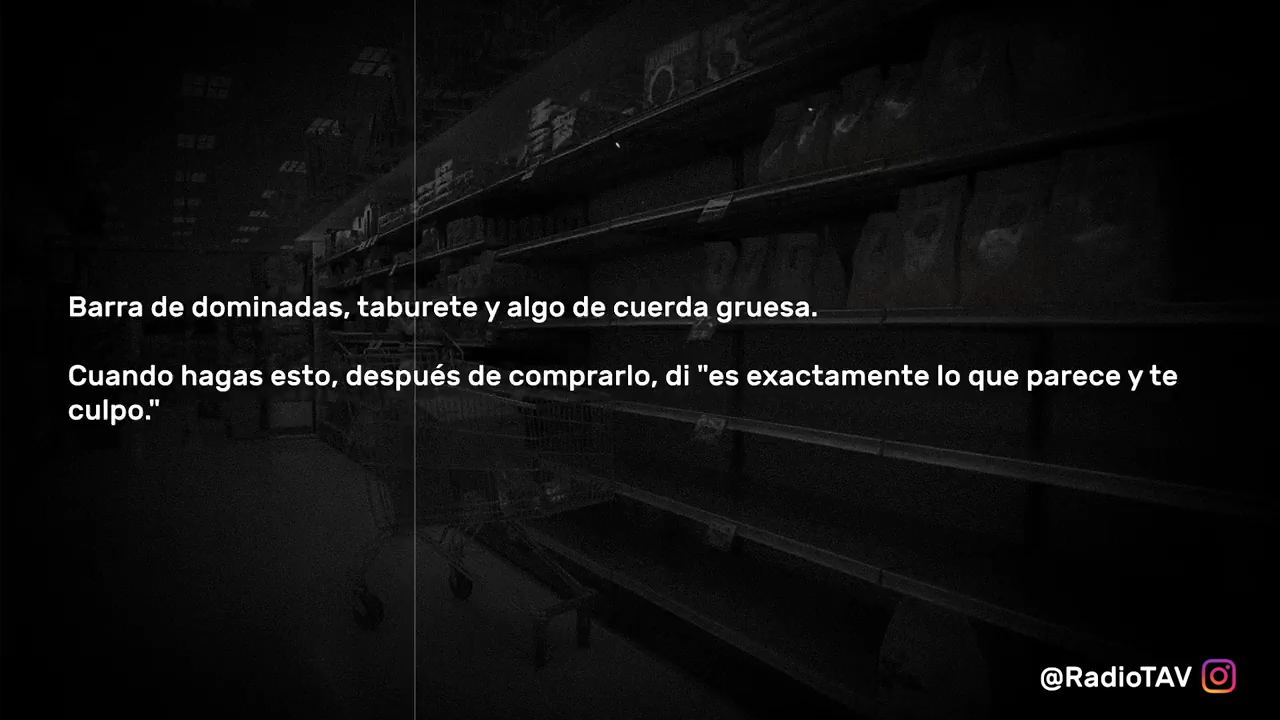 Barra de dominadas, taburete y algo de cuerda gruesa.
Cuando hagas esto, después de comprarlo, di "es exactamente lo que parece y te
culpo."
@RadioTAV